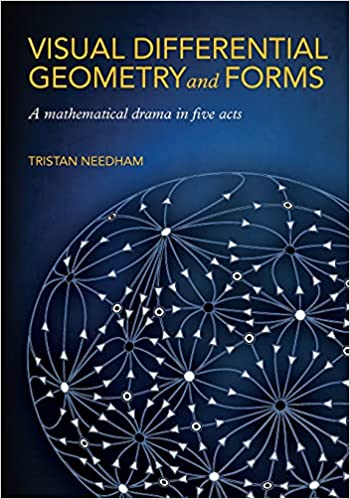 VISUAL DIFFERENTIAL
GEOMETRY and FORMS
A mathematical drama in five acts
TRISTAN NEEDHAM